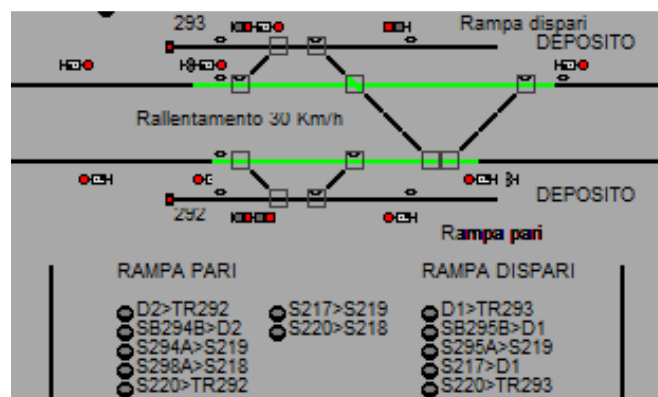 293
Rampa dispari
DEPOSITO
Rallentamento 30 Km/h
DEPOSITO
292
Rampa pari
RAMPA PARI
RAMPA DISPARI
D2>TR292
S217>S219
D1>TR293
SB294B>D2
S220>S218
SB295B>D1
S294A>S219
S295A>S219
S298A>S218
S217>D1
S220>TR292
S220>TR293